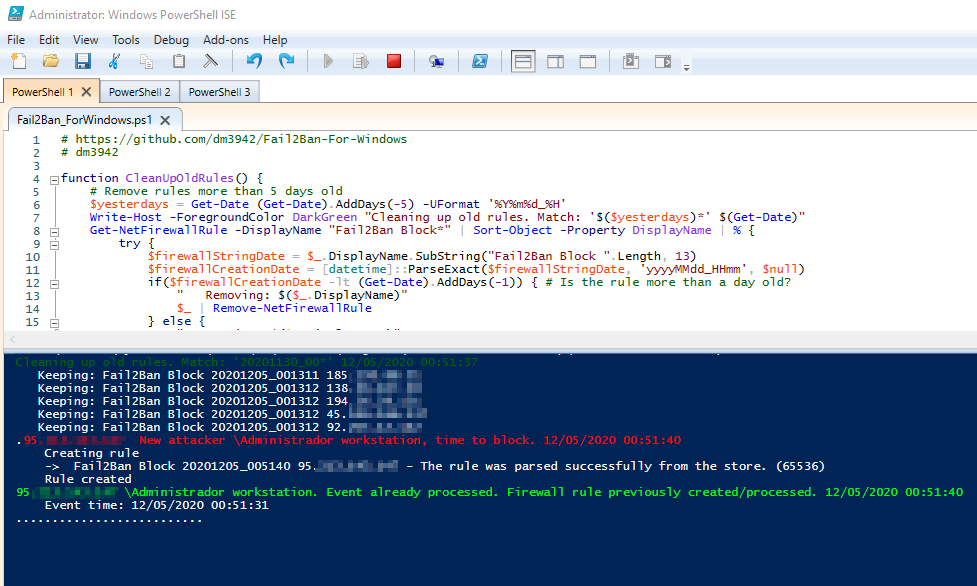 Administrator: Windows PowerShell ISE
File Edit View Tools Debug Add-ons Help
PowerShell 1 PowerShell 2 PowerShell 3
Fail2Ban_ForWindows.ps1
1 # https://github.com/dm3942/Fail2Ban-For-Windows
2 # dm3942
3
4 function CleanUpOldRules() {
5 # Remove rules more than 5 days old
6 $yesterdays = Get-Date (Get-Date).AddDays(-5) -UFormat '%Y%m%d_%H'
7 Write-Host -ForegroundColor DarkGreen "Cleaning up old rules. Match: '$($yesterdays)*' $(Get-Date)"
8 Get-NetFirewallRule -DisplayName "Fail2Ban Block*" | Sort-Object -Property DisplayName | % {
9 try {
10 $firewallStringDate = $_.DisplayName.SubString("Fail2Ban Block ".Length, 13)
11 $firewallCreationDate = [datetime]::ParseExact($firewallStringDate, 'yyyyMMdd_HHmm', $null)
12 if($firewallCreationDate -lt (Get-Date).AddDays(-1)) { # Is the rule more than a day old?
13 "   Removing: $($_.DisplayName)"
14 $_ | Remove-NetFirewallRule
15 } else {
Cleaning up old rules. Match: '20201130_00*' 12/05/2020 00:51:37
Keeping: Fail2Ban Block 20201205_001311 185.
Keeping: Fail2Ban Block 20201205_001312 138.
Keeping: Fail2Ban Block 20201205_001312 194.
Keeping: Fail2Ban Block 20201205_001312 45.
Keeping: Fail2Ban Block 20201205_001312 92.
.95. New attacker \Administrador workstation, time to block. 12/05/2020 00:51:40
Creating rule
-> Fail2Ban Block 20201205_005140 95. - The rule was parsed successfully from the store. (65536)
Rule created
95 \Administrador workstation. Event already processed. Firewall rule previously created/processed. 12/05/2020 00:51:40
Event time: 12/05/2020 00:51:31
..........................